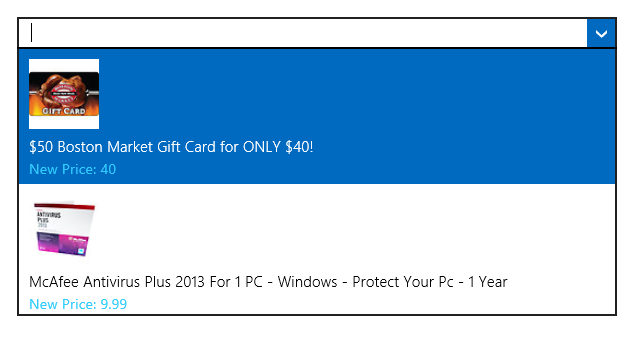 GIFT CARD
$50 Boston Market Gift Card for ONLY $40!
New Price: 40
ANTIVIRUS
PLUS
2013
McAfee Antivirus Plus 2013 For 1 PC - Windows - Protect Your Pc - 1 Year
New Price: 9.99